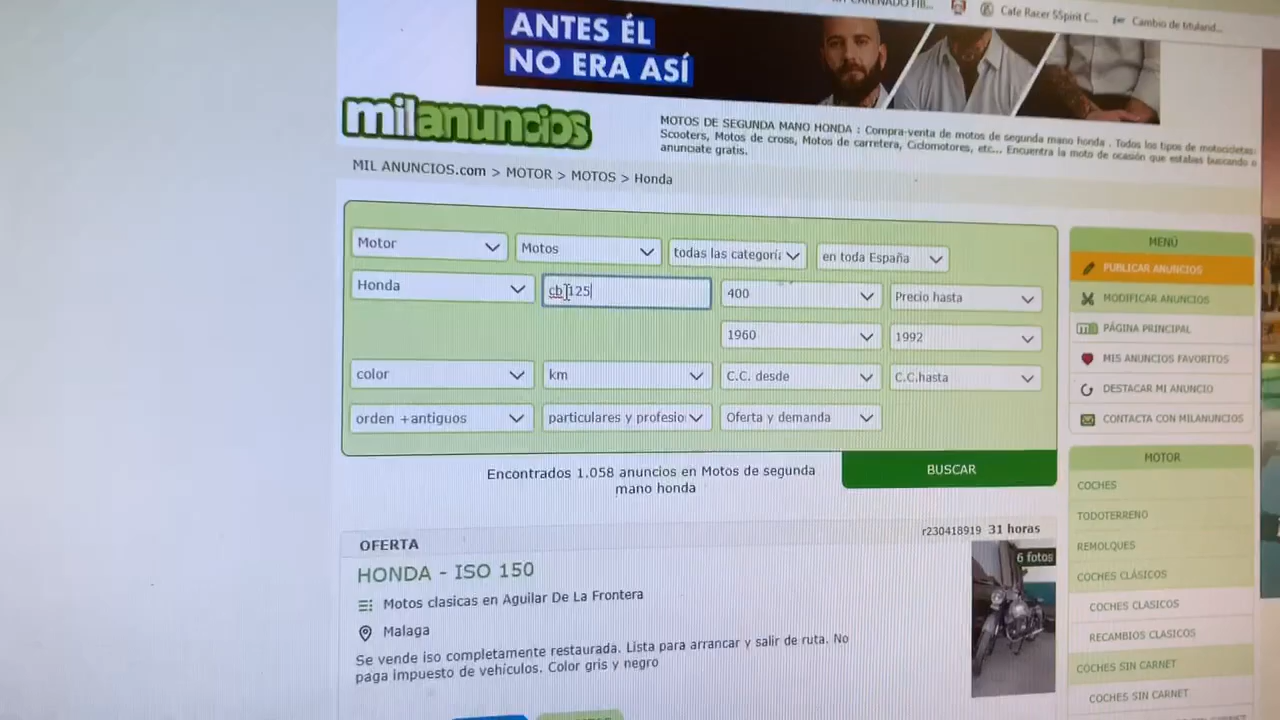 Cafe Racer SSpirit C...
Cambio de titularid...
ANTES ÉL
NO ERA ASÍ
milanuncios
MOTOS DE SEGUNDA MANO HONDA : Compra-venta de motos de segunda mano honda . Todos los tipos de motocicletas:
Scooters, Motos de cross, Motos de carretera, Ciclomotores, etc... Encuentra la moto de ocasión que estabas buscando o
anunciate gratis.
MIL ANUNCIOS.com > MOTOR > MOTOS > Honda
Motor
Motos
todas las categorí
en toda España
Honda
cb 125
400
Precio hasta
1960
1992
color
km
C.C. desde
C.C.hasta
orden +antiguos
particulares y profesio
Oferta y demanda
Encontrados 1.058 anuncios en Motos de segunda
mano honda
BUSCAR
OFERTA
r230418919 31 horas
HONDA - ISO 150
6 fotos
Motos clasicas en Aguilar De La Frontera
Malaga
Se vende iso completamente restaurada. Lista para arrancar y salir de ruta. No
paga impuesto de vehículos. Color gris y negro
MENÚ
PUBLICAR ANUNCIOS
MODIFICAR ANUNCIOS
PÁGINA PRINCIPAL
MIS ANUNCIOS FAVORITOS
DESTACAR MI ANUNCIO
CONTACTA CON MILANUNCIOS
MOTOR
COCHES
TODOTERRENO
REMOLQUES
COCHES CLÁSICOS
COCHES CLASICOS
RECAMBIOS CLASICOS
COCHES SIN CARNET
COCHES SIN CARNET